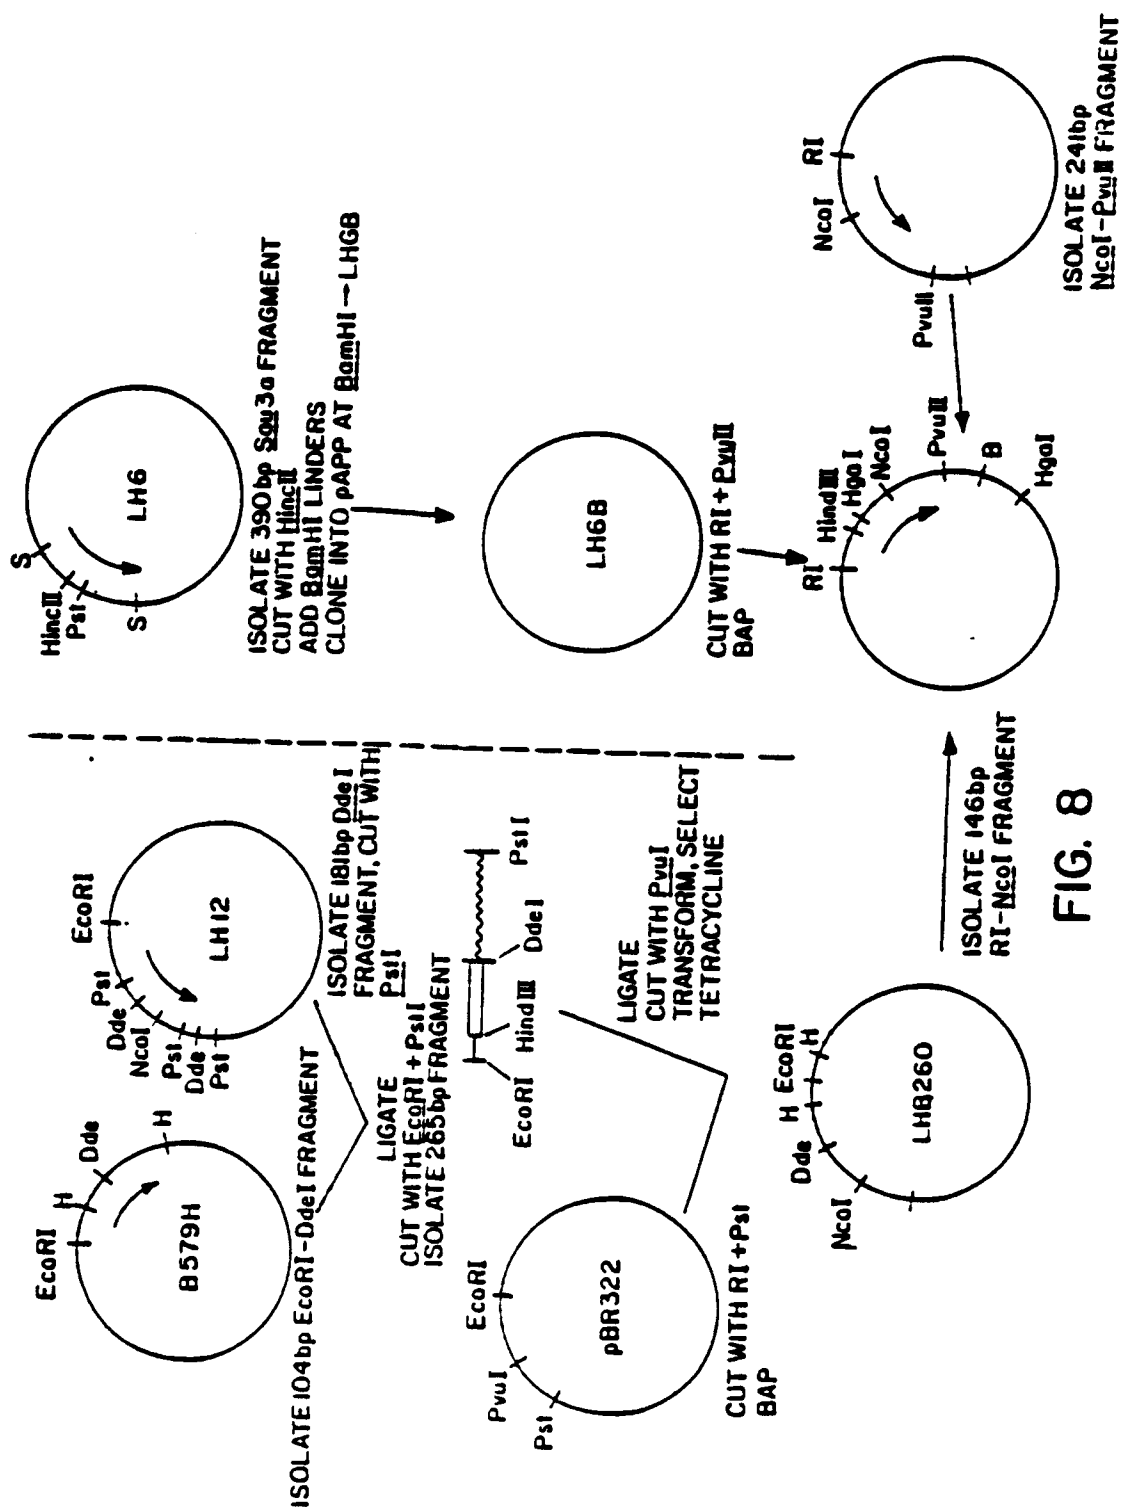 EcoRI
H
Dde
H
B579H
ISOLATE 104bp EcoRI-DdeI FRAGMENT
EcoRI
Pst
Dde
NcoI
Pst
Dde
Pst
LH12
ISOLATE 181bp DdeI
FRAGMENT, CUT WITH
PstI
LIGATE
CUT WITH EcoRI + PstI
ISOLATE 265bp FRAGMENT
EcoRI
HindIII
DdeI
PstI
EcoRI
PvuI
Pst
pBR322
CUT WITH RI+Pst
BAP
LIGATE
CUT WITH PvuI
TRANSFORM, SELECT
TETRACYCLINE
H
EcoRI
H
Dde
NcoI
LHB260
ISOLATE 146bp
RI-NcoI FRAGMENT
S
HincII
Pst
S
LH6
ISOLATE 390bp Sau3a FRAGMENT
CUT WITH HincII
ADD BamHI LINDERS
CLONE INTO pAPP AT BamHI→LHGB
LH6B
CUT WITH RI+PvuII
BAP
RI
HindIII
HgaI
NcoI
PvuII
B
HgaI
RI
NcoI
PvuII
ISOLATE 241bp
NcoI-PvuII FRAGMENT
FIG. 8